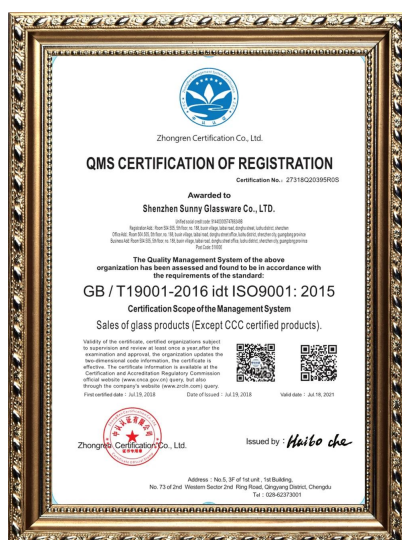 Zhongren Certification Co., Ltd.
QMS CERTIFICATION OF REGISTRATION
Certification No.: 27318Q20395R0S
Awarded to
Shenzhen Sunny Glassware Co., LTD.
The Quality Management System of the above
organization has been assessed and found to be in accordance with
the requirements of the standard:
GB / T19001-2016 idt ISO9001: 2015
Certification Scope of the Management System
Sales of glass products (Except CCC certified products).
Validity of the certificate, certified organizations subject
to supervision and review at least once a year,after the
examination and approval, the organization updates the
two-dimensional code information, the certificate is
effective. The certificate information is available at the
Certification and Accreditation Regulatory Commission
official website (www.cnca.gov.cn) query, but also
through the company's website (www.zrcln.com) query.
First certified date : Jul.19, 2018
Date of Issued : Jul.19, 2018
Valid date : Jul.18, 2021
Zhongren Certification Co., Ltd.
Issued by : Haibo che
Address : No.5, 3F of 1st unit , 1st Building,
No. 73 of 2nd Western Sector 2nd Ring Road, Qingyang District, Chengdu
Tel : 028-62373001